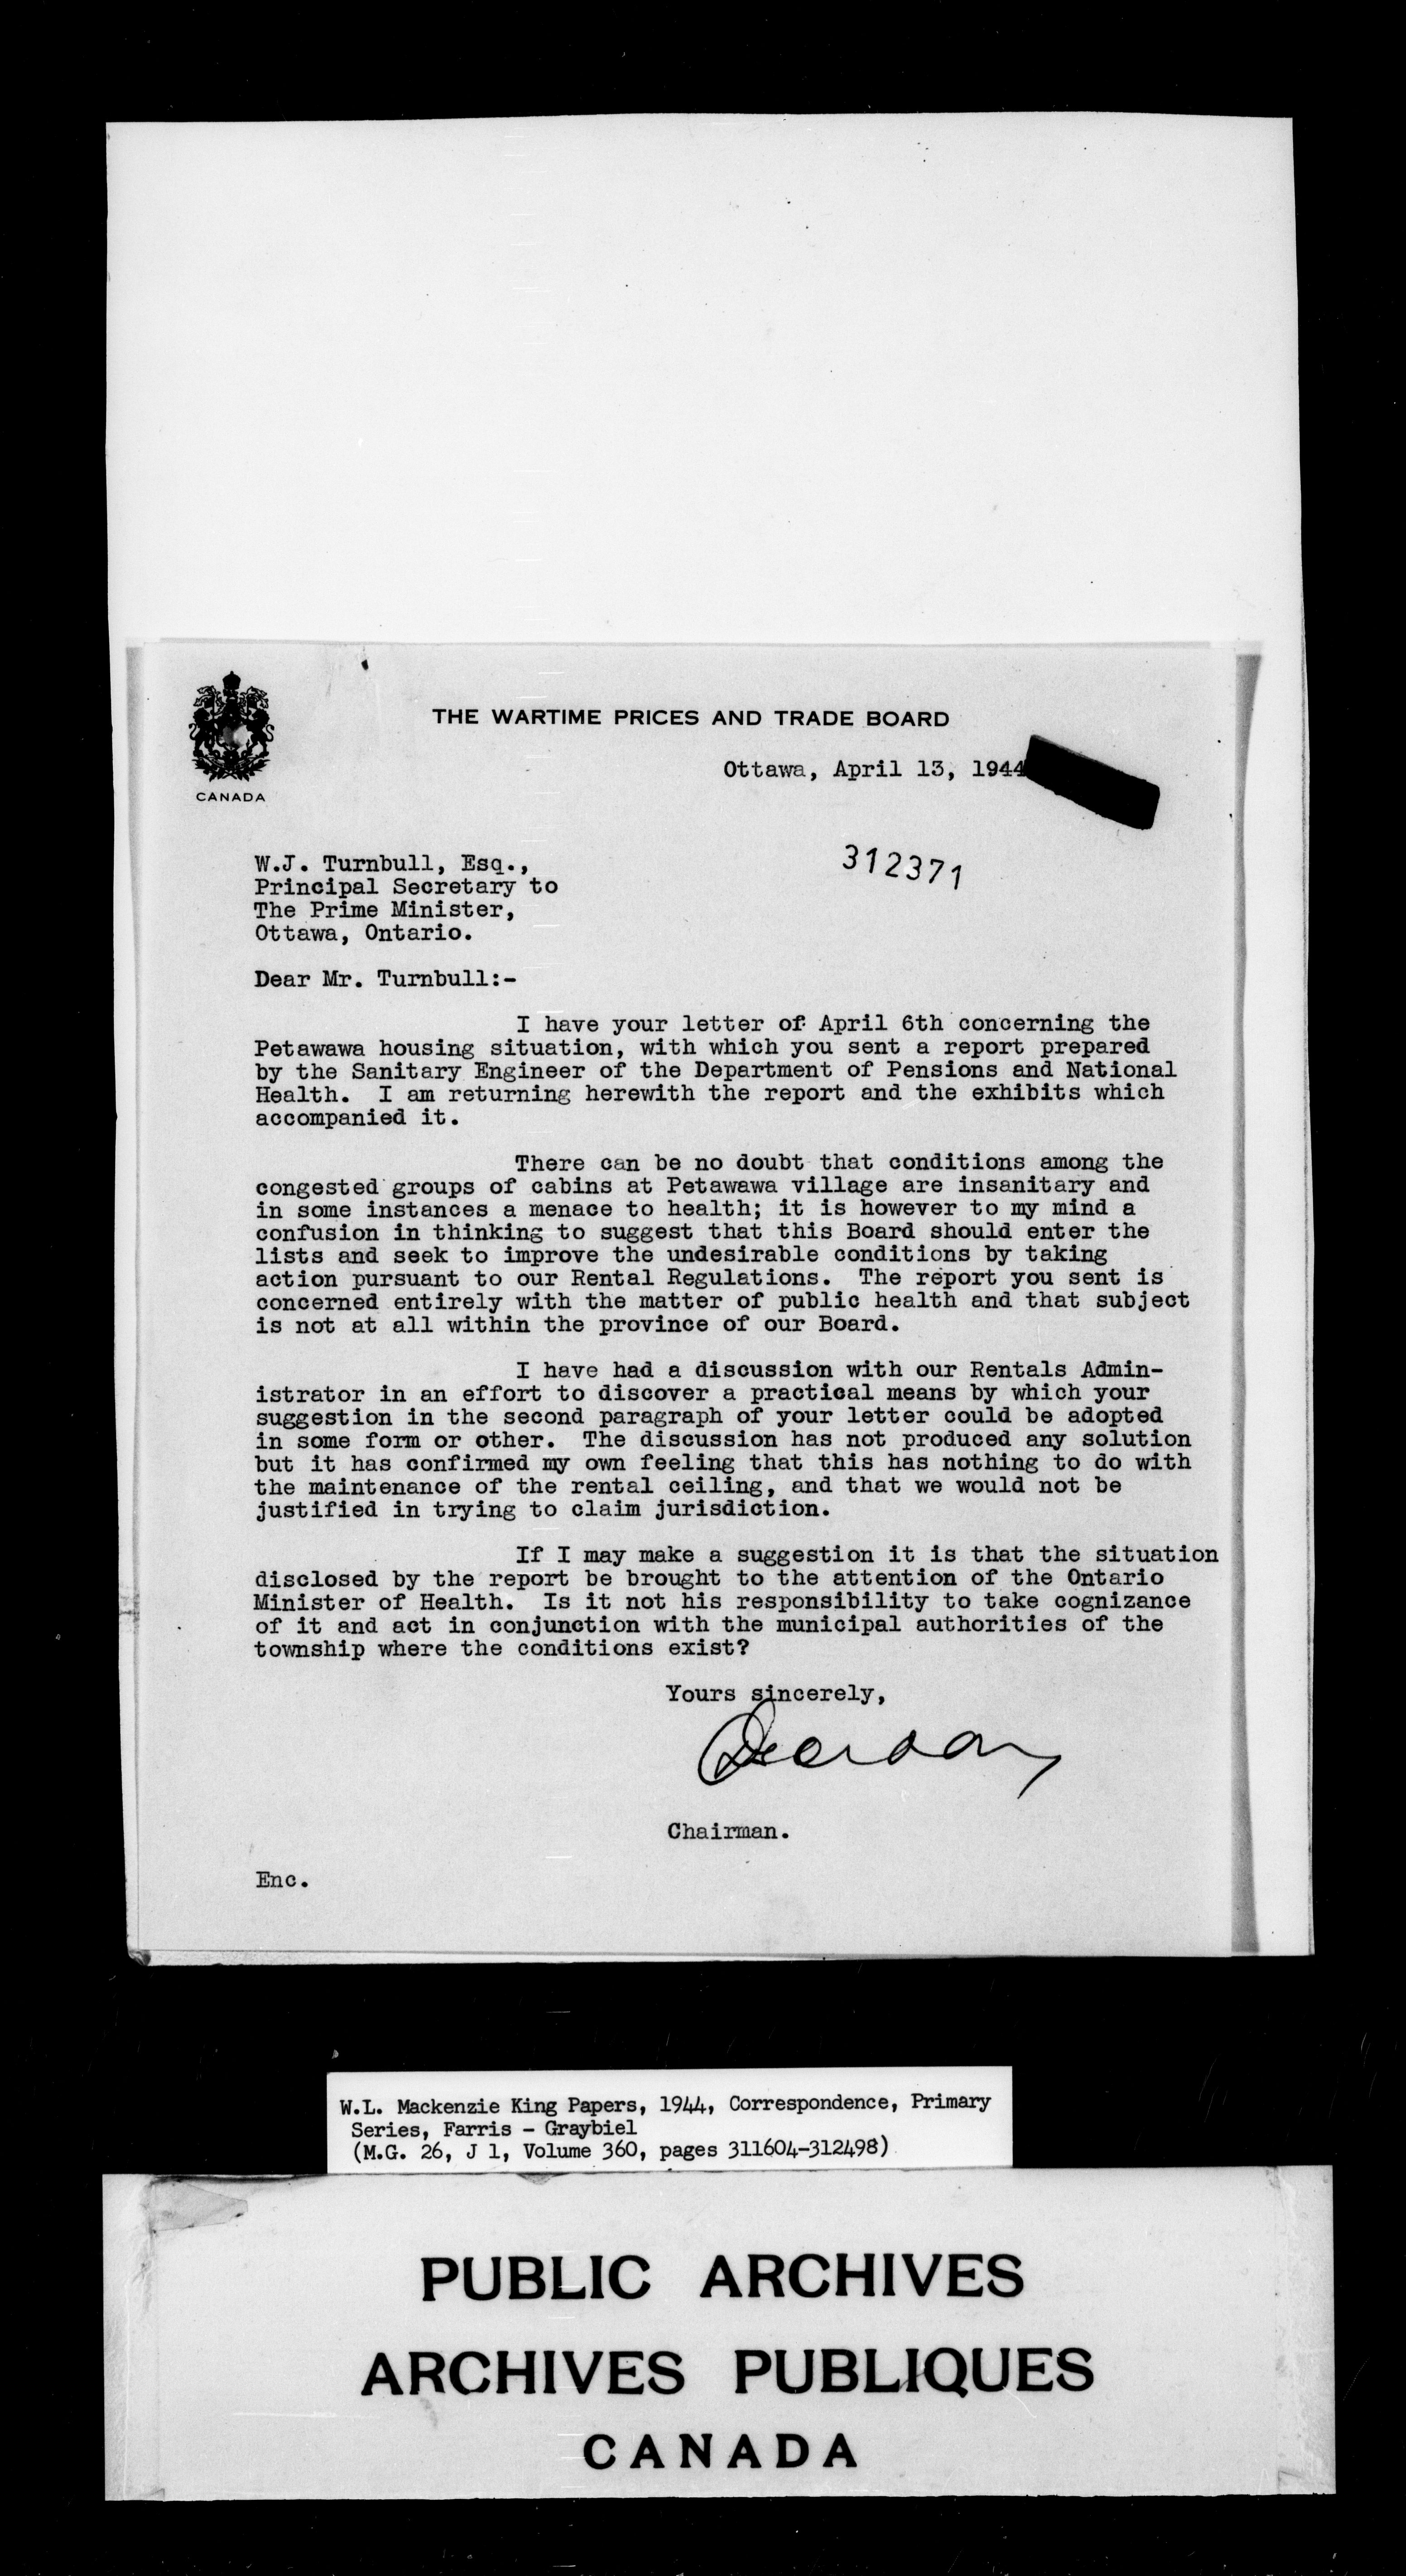 CANADA
THE WARTIME PRICES AND TRADE BOARD
Ottawa, April 13, 1944
312371
W.J. Turnbull, Esq.,
Principal Secretary to
The Prime Minister,
Ottawa, Ontario.
Dear Mr. Turnbull:-
I have your letter of April 6th concerning the
Petawawa housing situation, with which you sent a report prepared
by the Sanitary Engineer of the Department of Pensions and National
Health. I am returning herewith the report and the exhibits which
accompanied it.
There can be no doubt that conditions among the
congested groups of cabins at Petawawa village are insanitary and
in some instances a menace to health; it is however to my mind a
confusion in thinking to suggest that this Board should enter the
lists and seek to improve the undesirable conditions by taking
action pursuant to our Rental Regulations. The report you sent is
concerned entirely with the matter of public health and that subject
is not at all within the province of our Board.
I have had a discussion with our Rentals Admin-
istrator in an effort to discover a practical means by which your
suggestion in the second paragraph of your letter could be adopted
in some form or other. The discussion has not produced any solution
but it has confirmed my own feeling that this has nothing to do with
the maintenance of the rental ceiling, and that we would not be
justified in trying to claim jurisdiction.
If I may make a suggestion it is that the situation
disclosed by the report be brought to the attention of the Ontario
Minister of Health. Is it not his responsibility to take cognizance
of it and act in conjunction with the municipal authorities of the
township where the conditions exist?
Yours sincerely,
Chairman.
Enc.
W.L. Mackenzie King Papers, 1944, Correspondence, Primary
Series, Farris - Graybiel
(M.G. 26, J 1, Volume 360, pages 311604-312498)
PUBLIC ARCHIVES
ARCHIVES PUBLIQUES
CANADA